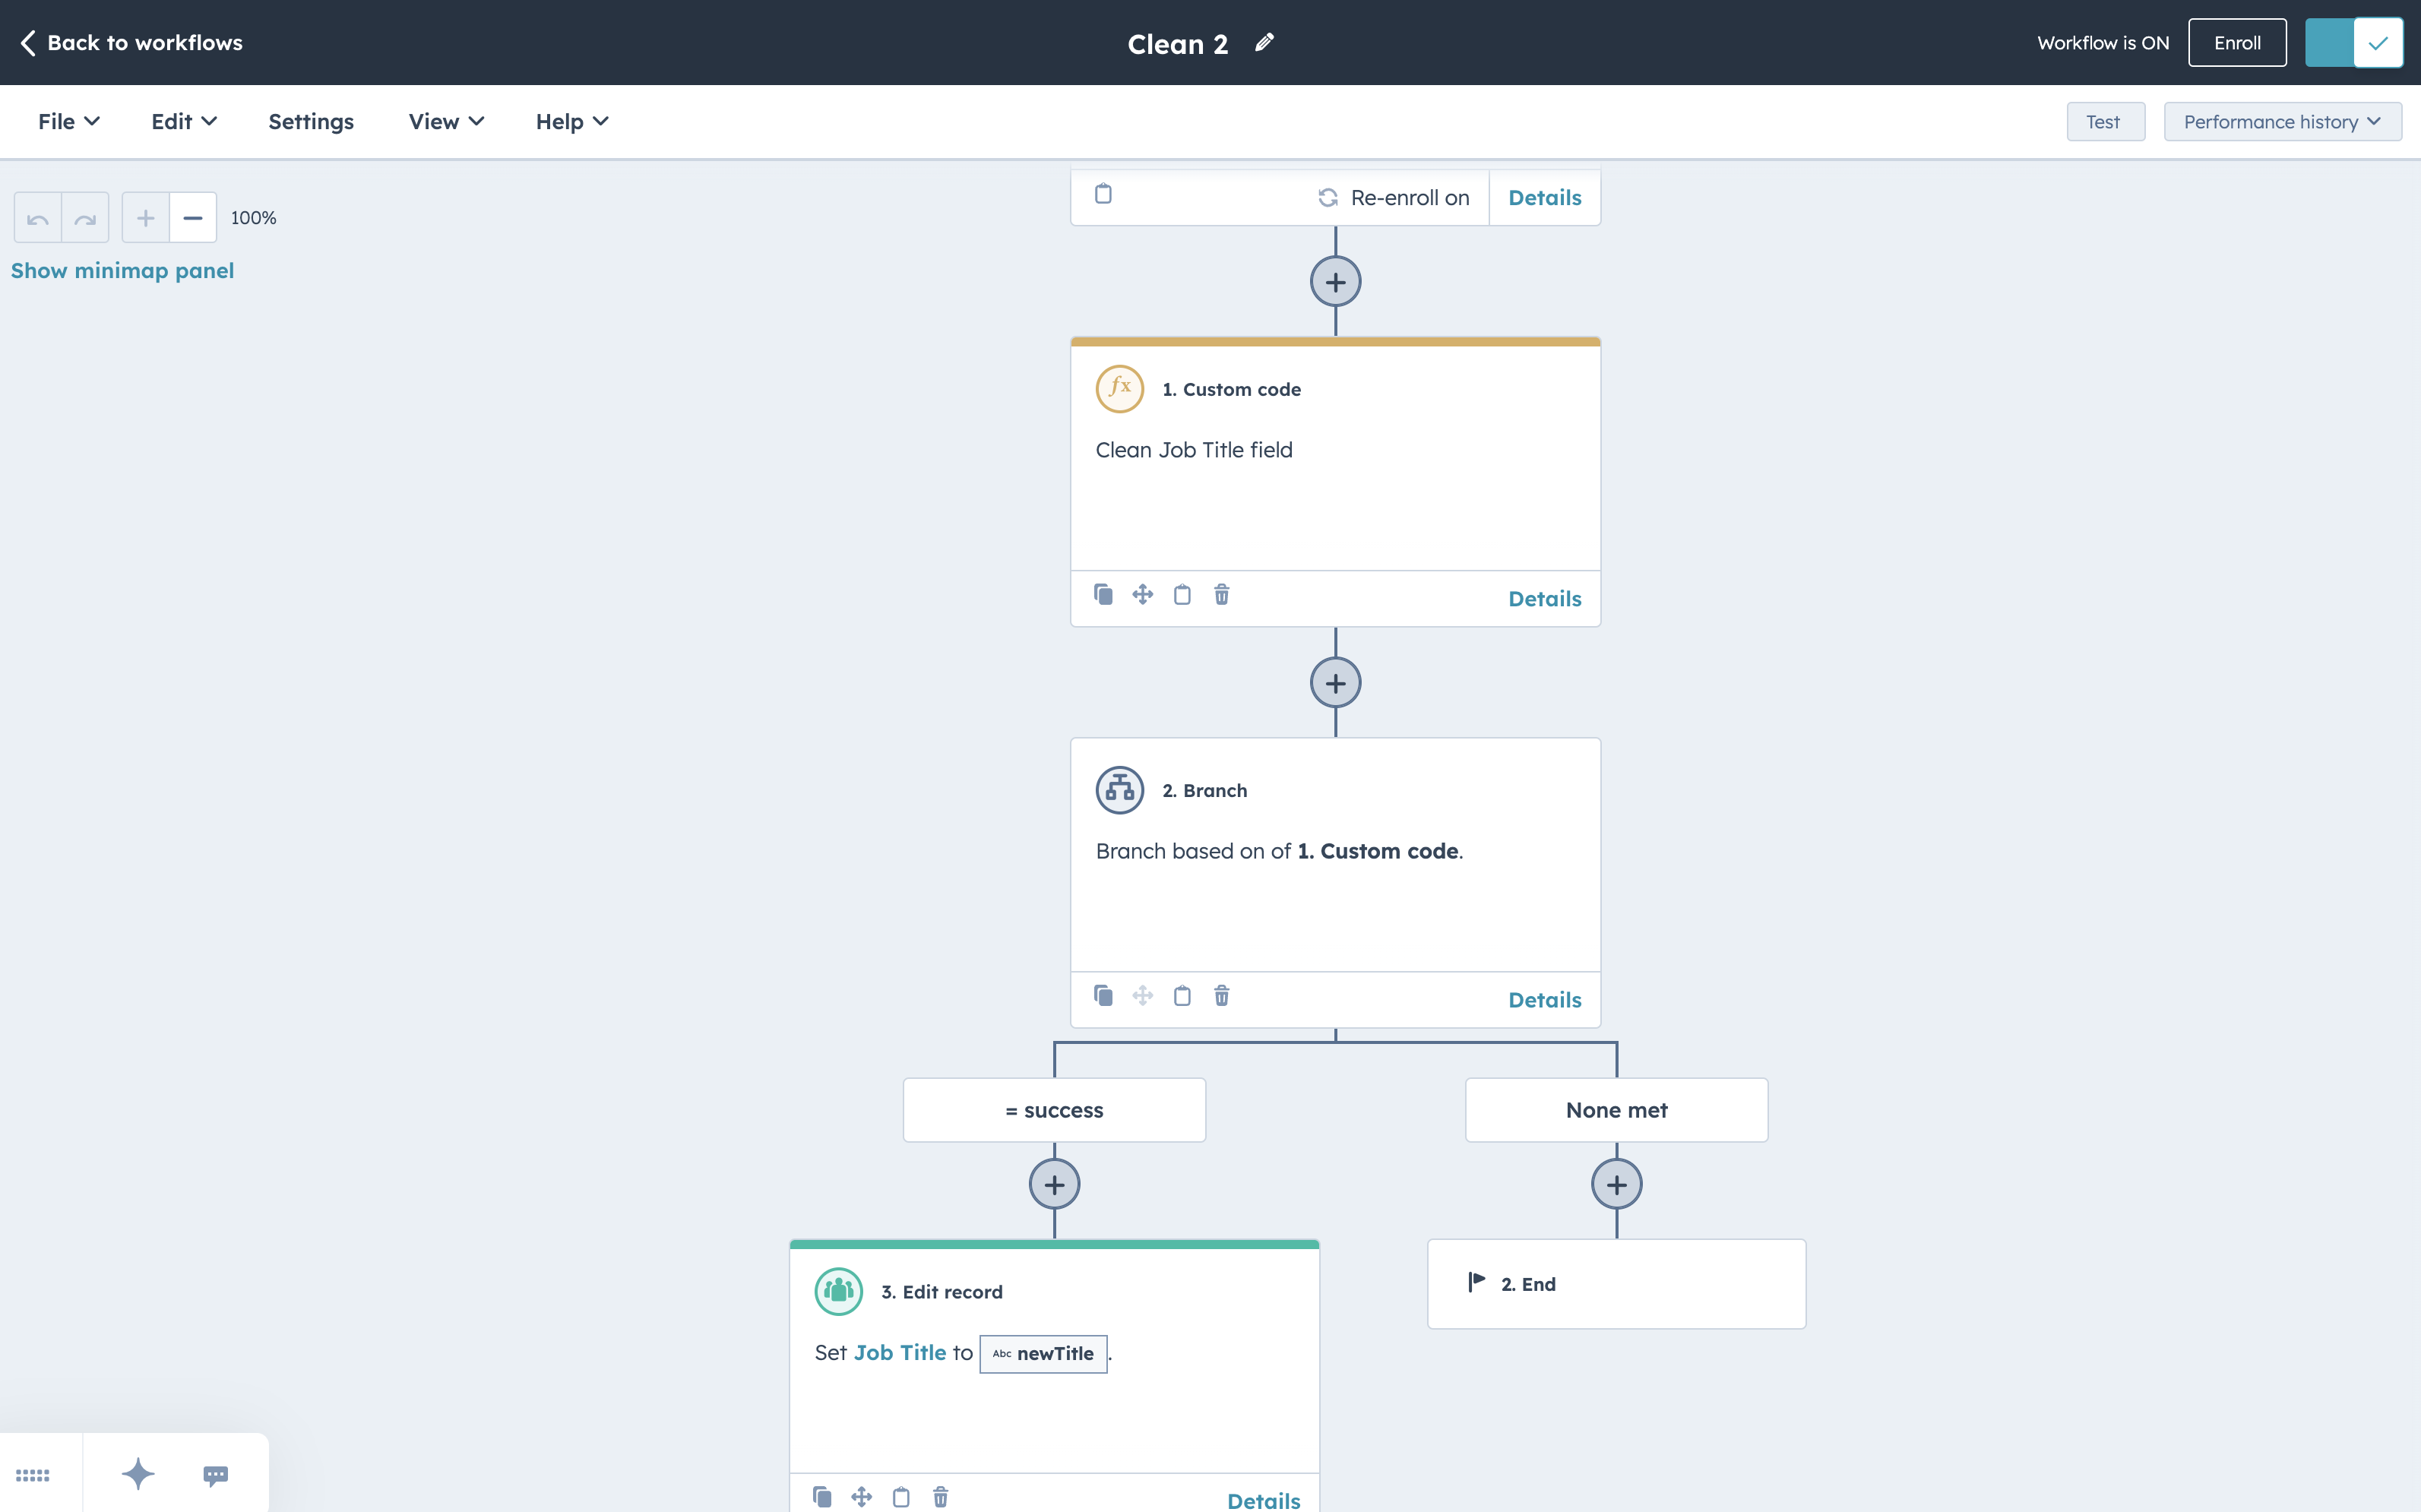 Back to workflows
Clean 2
Workflow is ON
Enroll
File
Edit
Settings
View
Help
Test
Performance history
100%
Show minimap panel
Re-enroll on
Details
fx
1. Custom code
Clean Job Title field
Details
2. Branch
Branch based on of 1. Custom code.
Details
= success
None met
3. Edit record
Set Job Title to Abc newTitle.
Details
2. End